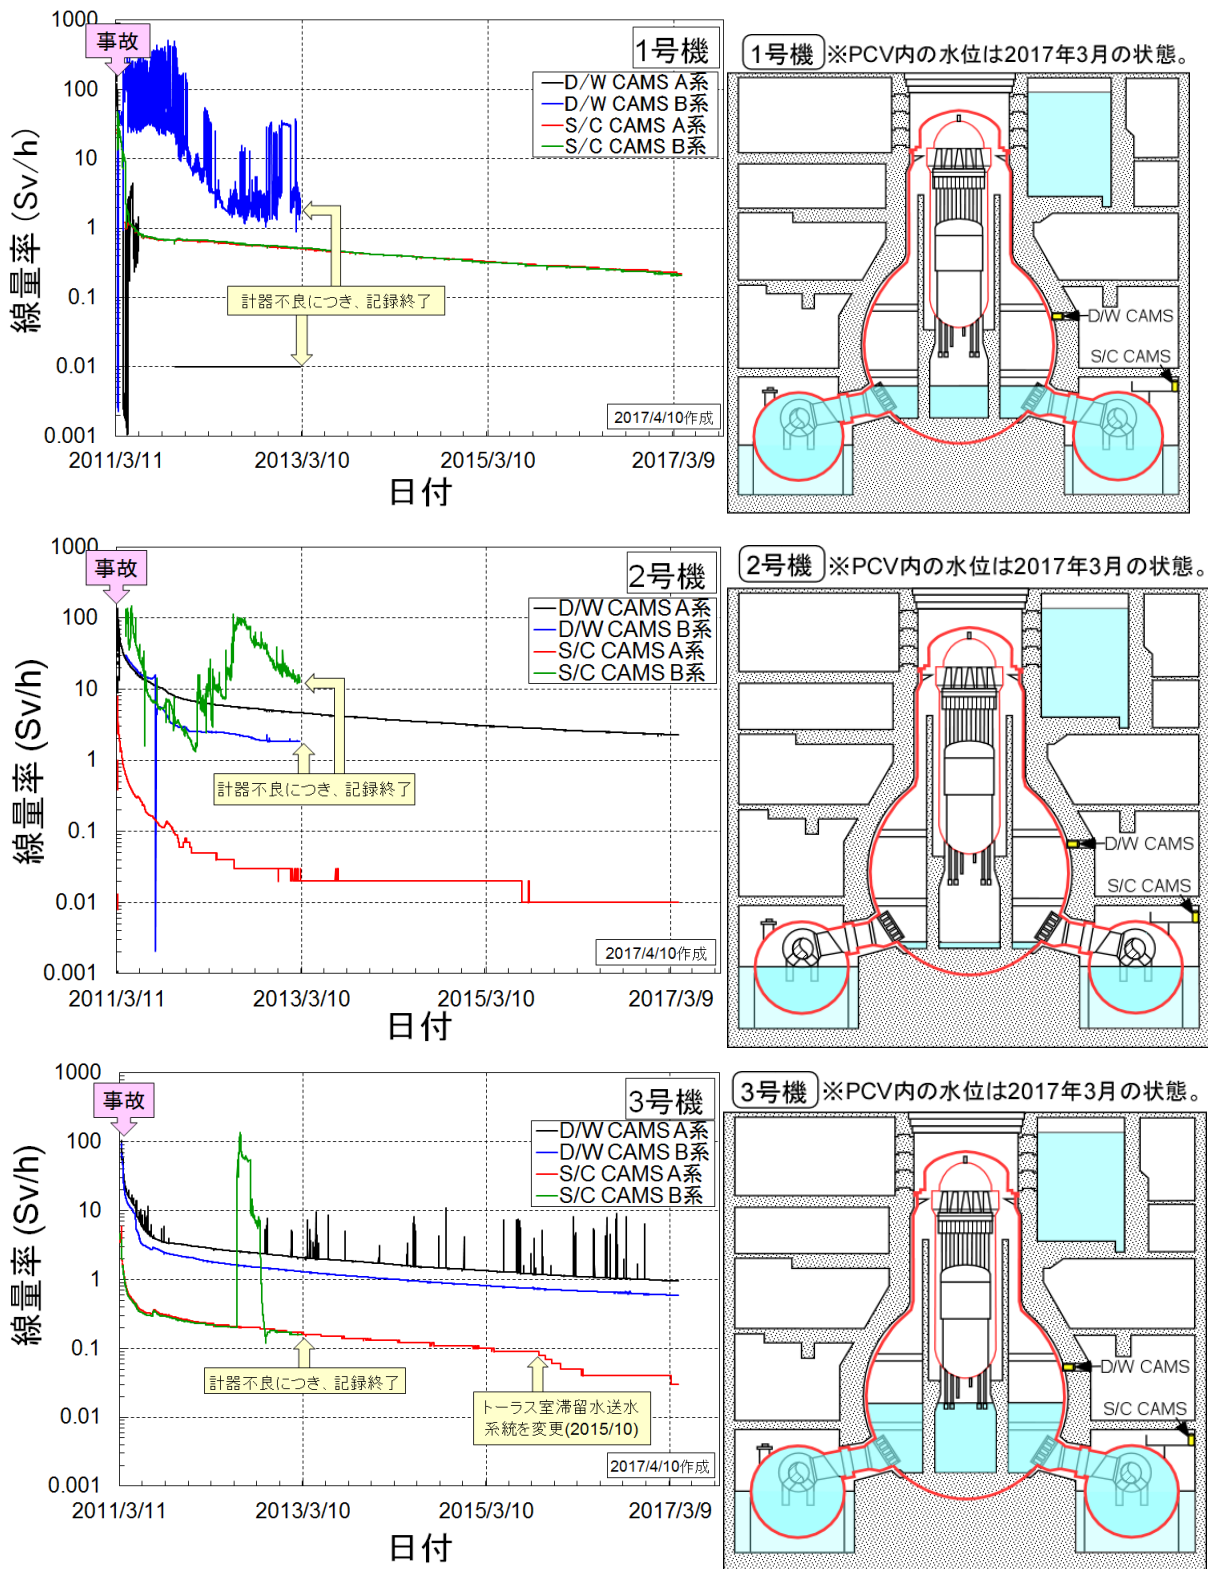 1000
100
10
1
0.1
0.01
0.001
線量率 (Sv/h)
事故
1号機
D/W CAMS A系
D/W CAMS B系
S/C CAMS A系
S/C CAMS B系
計器不良につき、記録終了
2017/4/10作成
2011/3/11
2013/3/10
2015/3/10
2017/3/9
日付
1号機 ※PCV内の水位は2017年3月の状態。
D/W CAMS
S/C CAMS
1000
100
10
1
0.1
0.01
0.001
線量率 (Sv/h)
事故
2号機
D/W CAMS A系
D/W CAMS B系
S/C CAMS A系
S/C CAMS B系
計器不良につき、記録終了
2017/4/10作成
2011/3/11
2013/3/10
2015/3/10
2017/3/9
日付
2号機 ※PCV内の水位は2017年3月の状態。
D/W CAMS
S/C CAMS
1000
100
10
1
0.1
0.01
0.001
線量率 (Sv/h)
事故
3号機
D/W CAMS A系
D/W CAMS B系
S/C CAMS A系
S/C CAMS B系
計器不良につき、記録終了
トーラス室滞留水送水
系統を変更(2015/10)
2017/4/10作成
2011/3/11
2013/3/10
2015/3/10
2017/3/9
日付
3号機 ※PCV内の水位は2017年3月の状態。
D/W CAMS
S/C CAMS